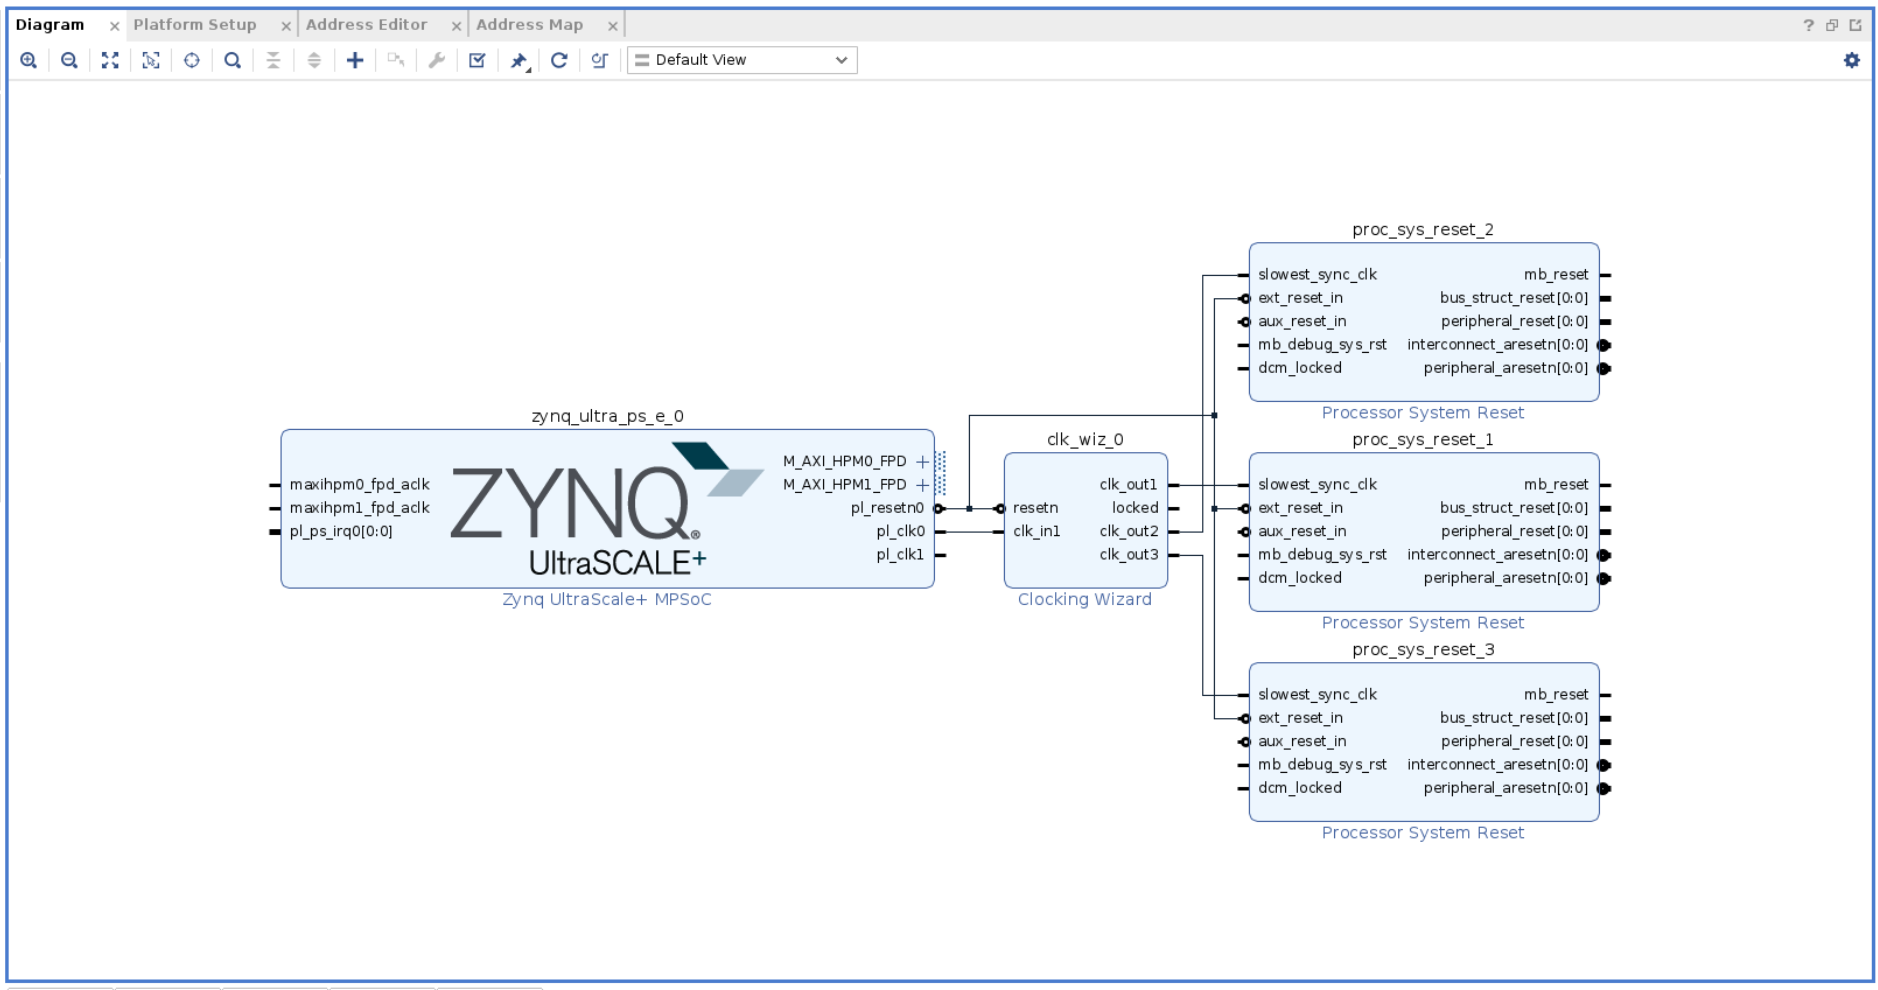 Diagram × Platform Setup × Address Editor × Address Map ×
Default View
proc_sys_reset_2
slowest_sync_clk mb_reset
ext_reset_in bus_struct_reset[0:0]
aux_reset_in peripheral_reset[0:0]
mb_debug_sys_rst interconnect_aresetn[0:0]
dcm_locked peripheral_aresetn[0:0]
Processor System Reset
zynq_ultra_ps_e_0
M_AXI_HPM0_FPD
maxihpm0_fpd_aclk M_AXI_HPM1_FPD
maxihpm1_fpd_aclk pl_resetn0
pl_ps_irq0[0:0] pl_clk0
pl_clk1
ZYNQ®
UltraSCALE+
Zynq UltraScale+ MPSoC
clk_wiz_0
clk_out1
resetn locked
clk_in1 clk_out2
clk_out3
Clocking Wizard
proc_sys_reset_1
slowest_sync_clk mb_reset
ext_reset_in bus_struct_reset[0:0]
aux_reset_in peripheral_reset[0:0]
mb_debug_sys_rst interconnect_aresetn[0:0]
dcm_locked peripheral_aresetn[0:0]
Processor System Reset
proc_sys_reset_3
slowest_sync_clk mb_reset
ext_reset_in bus_struct_reset[0:0]
aux_reset_in peripheral_reset[0:0]
mb_debug_sys_rst interconnect_aresetn[0:0]
dcm_locked peripheral_aresetn[0:0]
Processor System Reset